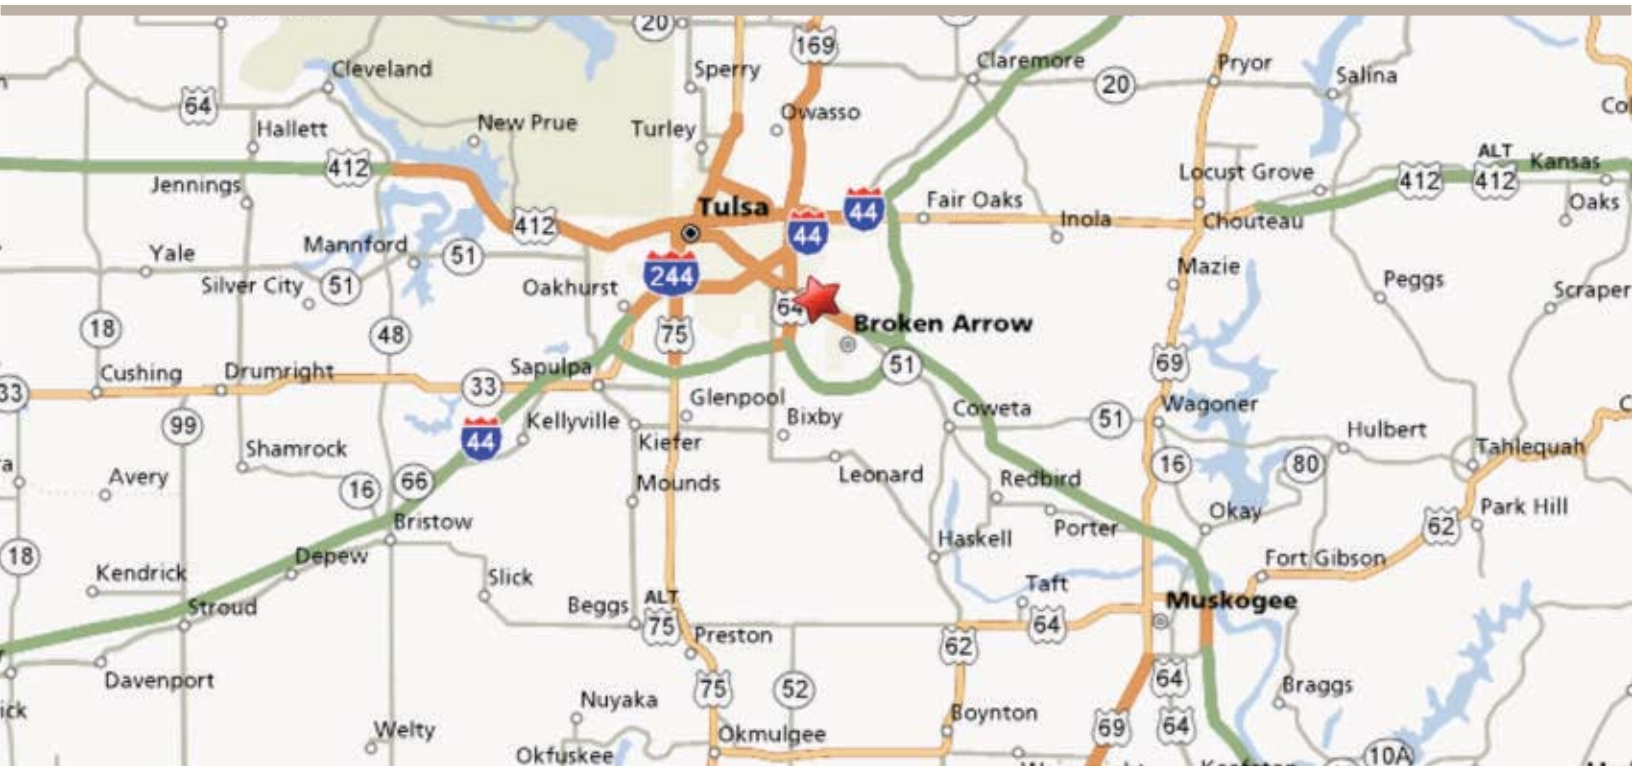 20
169
Claremore
Pryor
Cleveland
Sperry
20
Salina
64
Owasso
New Prue
Turley
Hallett
ALT
Kansas
412
Locust Grove
412
412
Jennings
Oaks
Tulsa
44
Fair Oaks
Inola
Chouteau
412
44
Mannford
51
Yale
244
Mazie
Silver City
51
Oakhurst
Peggs
Scraper
64
Broken Arrow
18
48
75
51
69
Sapulpa
Cushing
Drumright
33
33
Glenpool
Wagoner
Coweta
51
99
Kellyville
Bixby
44
Kiefer
Hulbert
Tahlequah
Shamrock
16
80
Avery
66
16
Mounds
Leonard
Redbird
Park Hill
Okay
Bristow
Porter
62
Haskell
18
Depew
Fort Gibson
Kendrick
Slick
Taft
Stroud
Beggs
ALT
75
Muskogee
64
Preston
62
Davenport
64
Braggs
75
52
Nuyaka
Boynton
69
64
Welty
Okmulgee
Okfuskee
10A